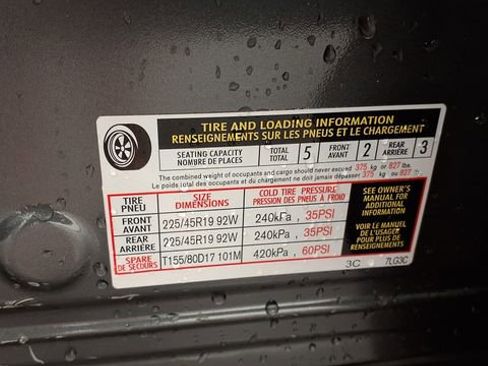 TIRE AND LOADING INFORMATION
RENSEIGNEMENTS SUR LES PNEUS ET LE CHARGEMENT
SEATING CAPACITY TOTAL 5 FRONT 2 REAR 3
NOMBRE DE PLACES TOTAL AVANT ARRIÈRE
The combined weight of occupants and cargo should never exceed 375 kg or 827 lbs.
Le poids total des occupants et du chargement ne doit jamais dépasser 375 kg ou 827 lb.
TIRE SIZE COLD TIRE PRESSURE
PNEU DIMENSIONS PRESSION DES PNEUS À FROID
FRONT
AVANT 225/45R19 92W 240kPa , 35PSI
REAR
ARRIÈRE 225/45R19 92W 240kPa , 35PSI
SPARE
DE SECOURS T155/80D17 101M 420kPa , 60PSI
SEE OWNER'S
MANUAL FOR
ADDITIONAL
INFORMATION
VOIR LE MANUEL
DE L'USAGER
POUR PLUS DE
RENSEIGNEMENTS
3C 7LG3C